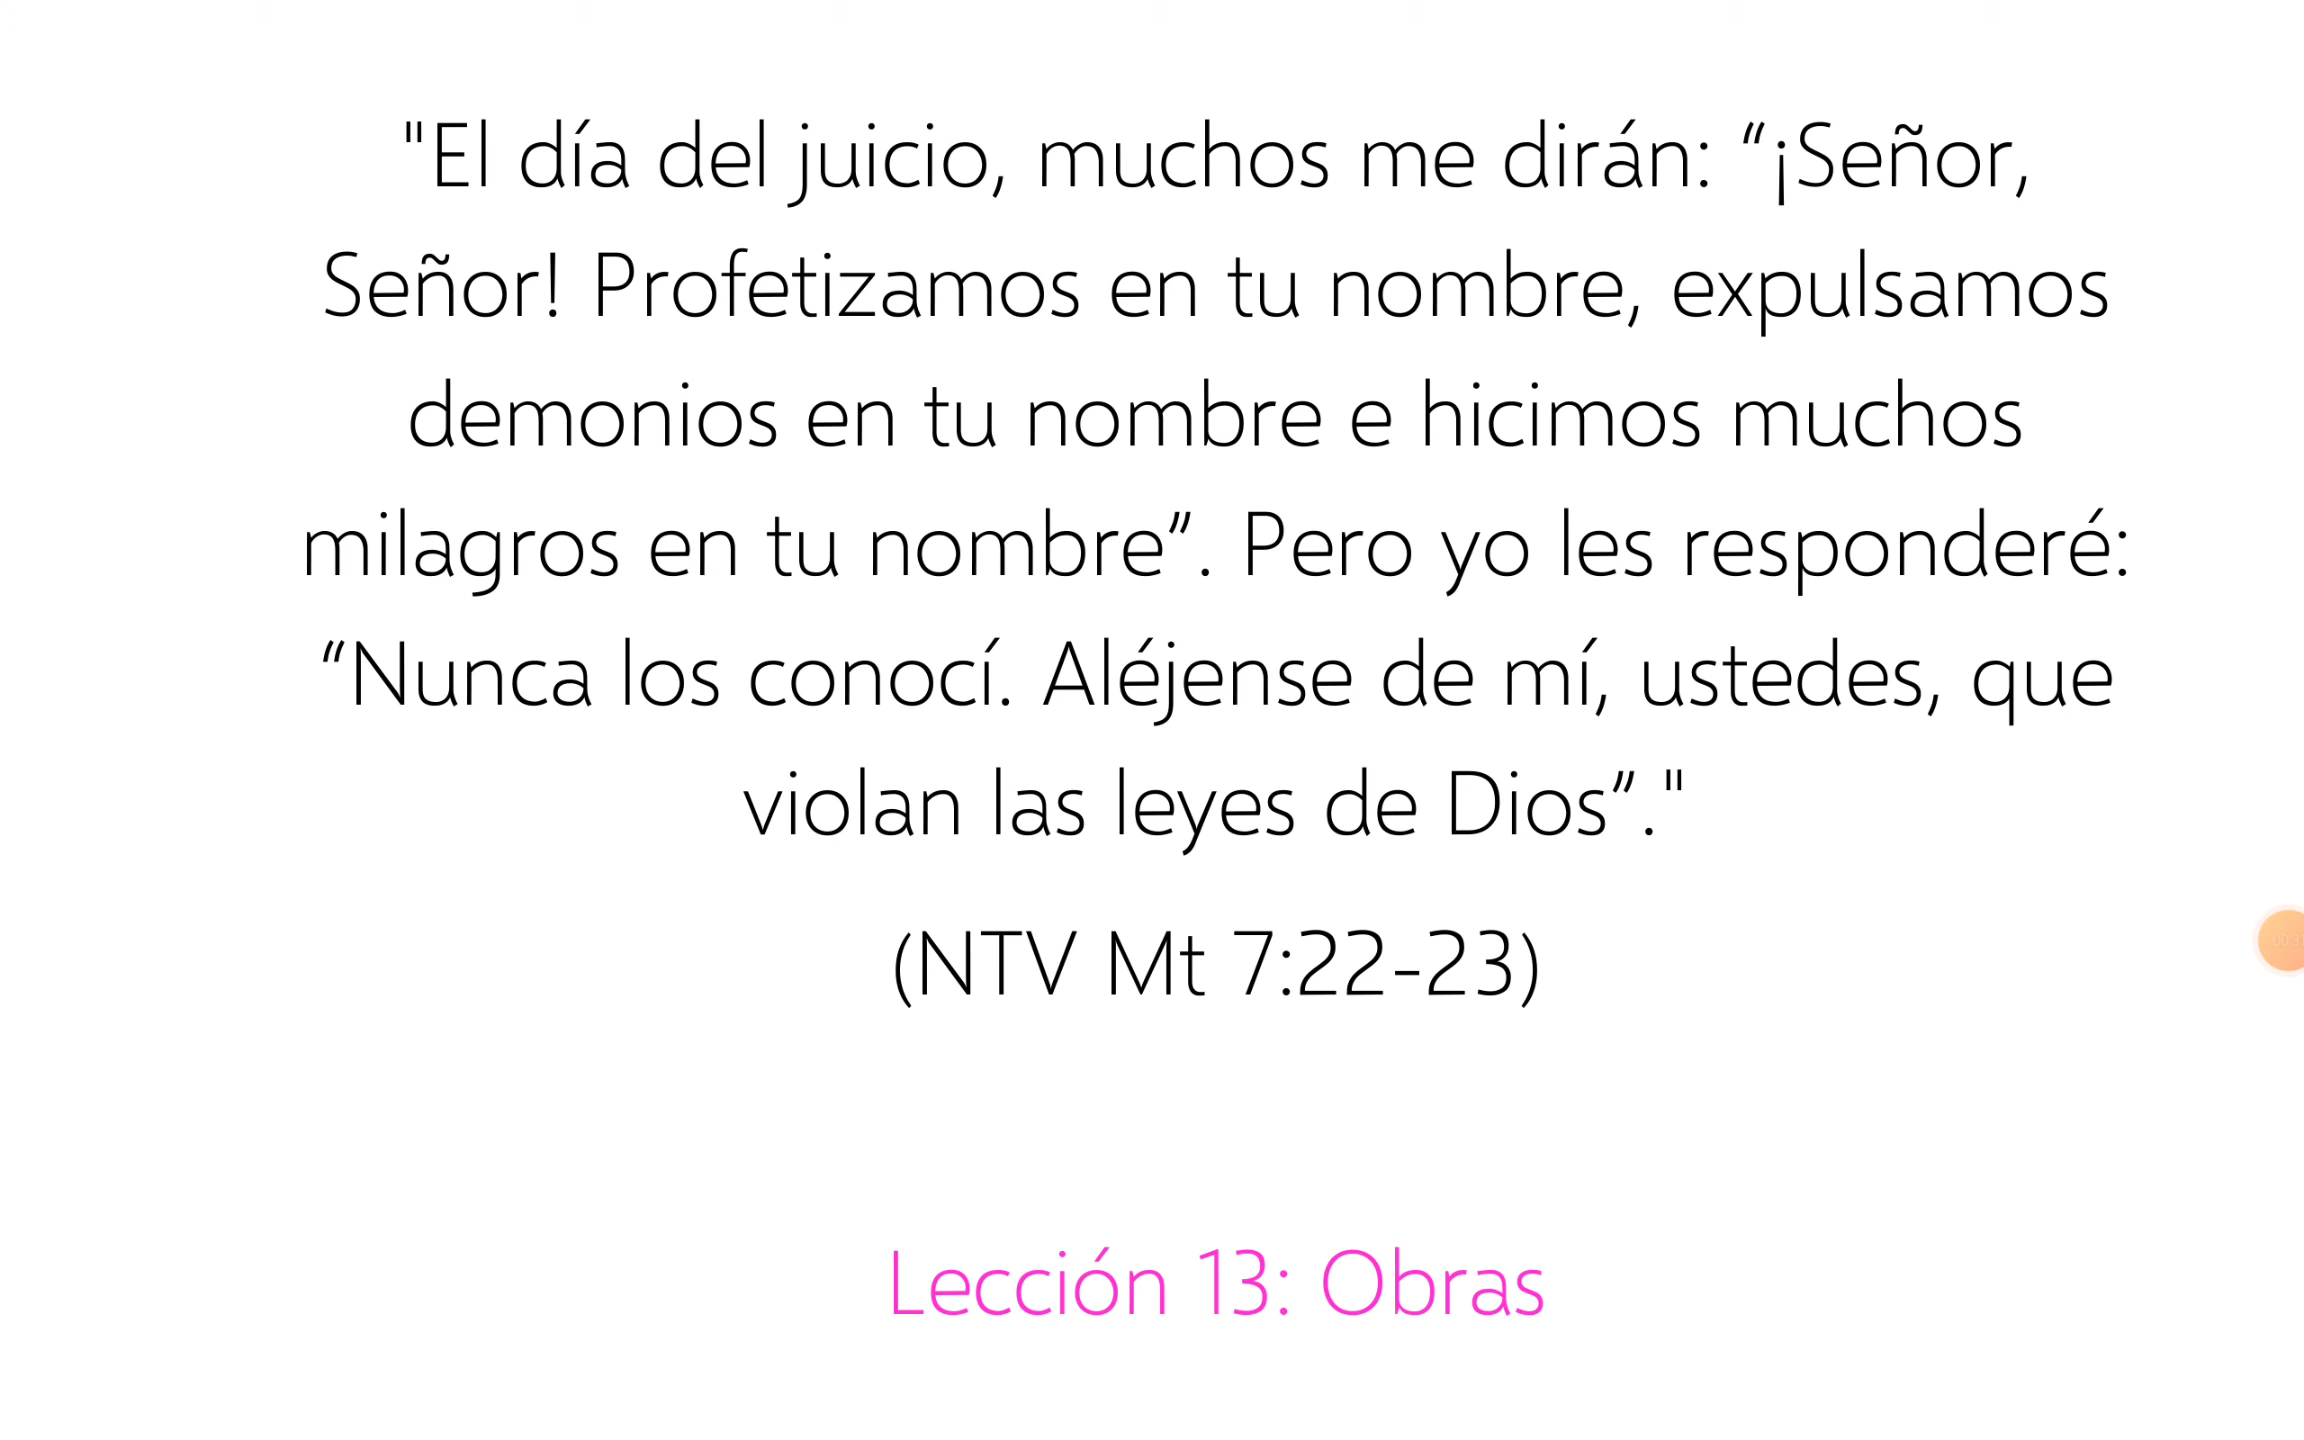 "El día del juicio, muchos me dirán: “¡Señor,
Señor! Profetizamos en tu nombre, expulsamos
demonios en tu nombre e hicimos muchos
milagros en tu nombre”. Pero yo les responderé:
“Nunca los conocí. Aléjense de mí, ustedes, que
violan las leyes de Dios”."
(NTV Mt 7:22-23)
Lección 13: Obras